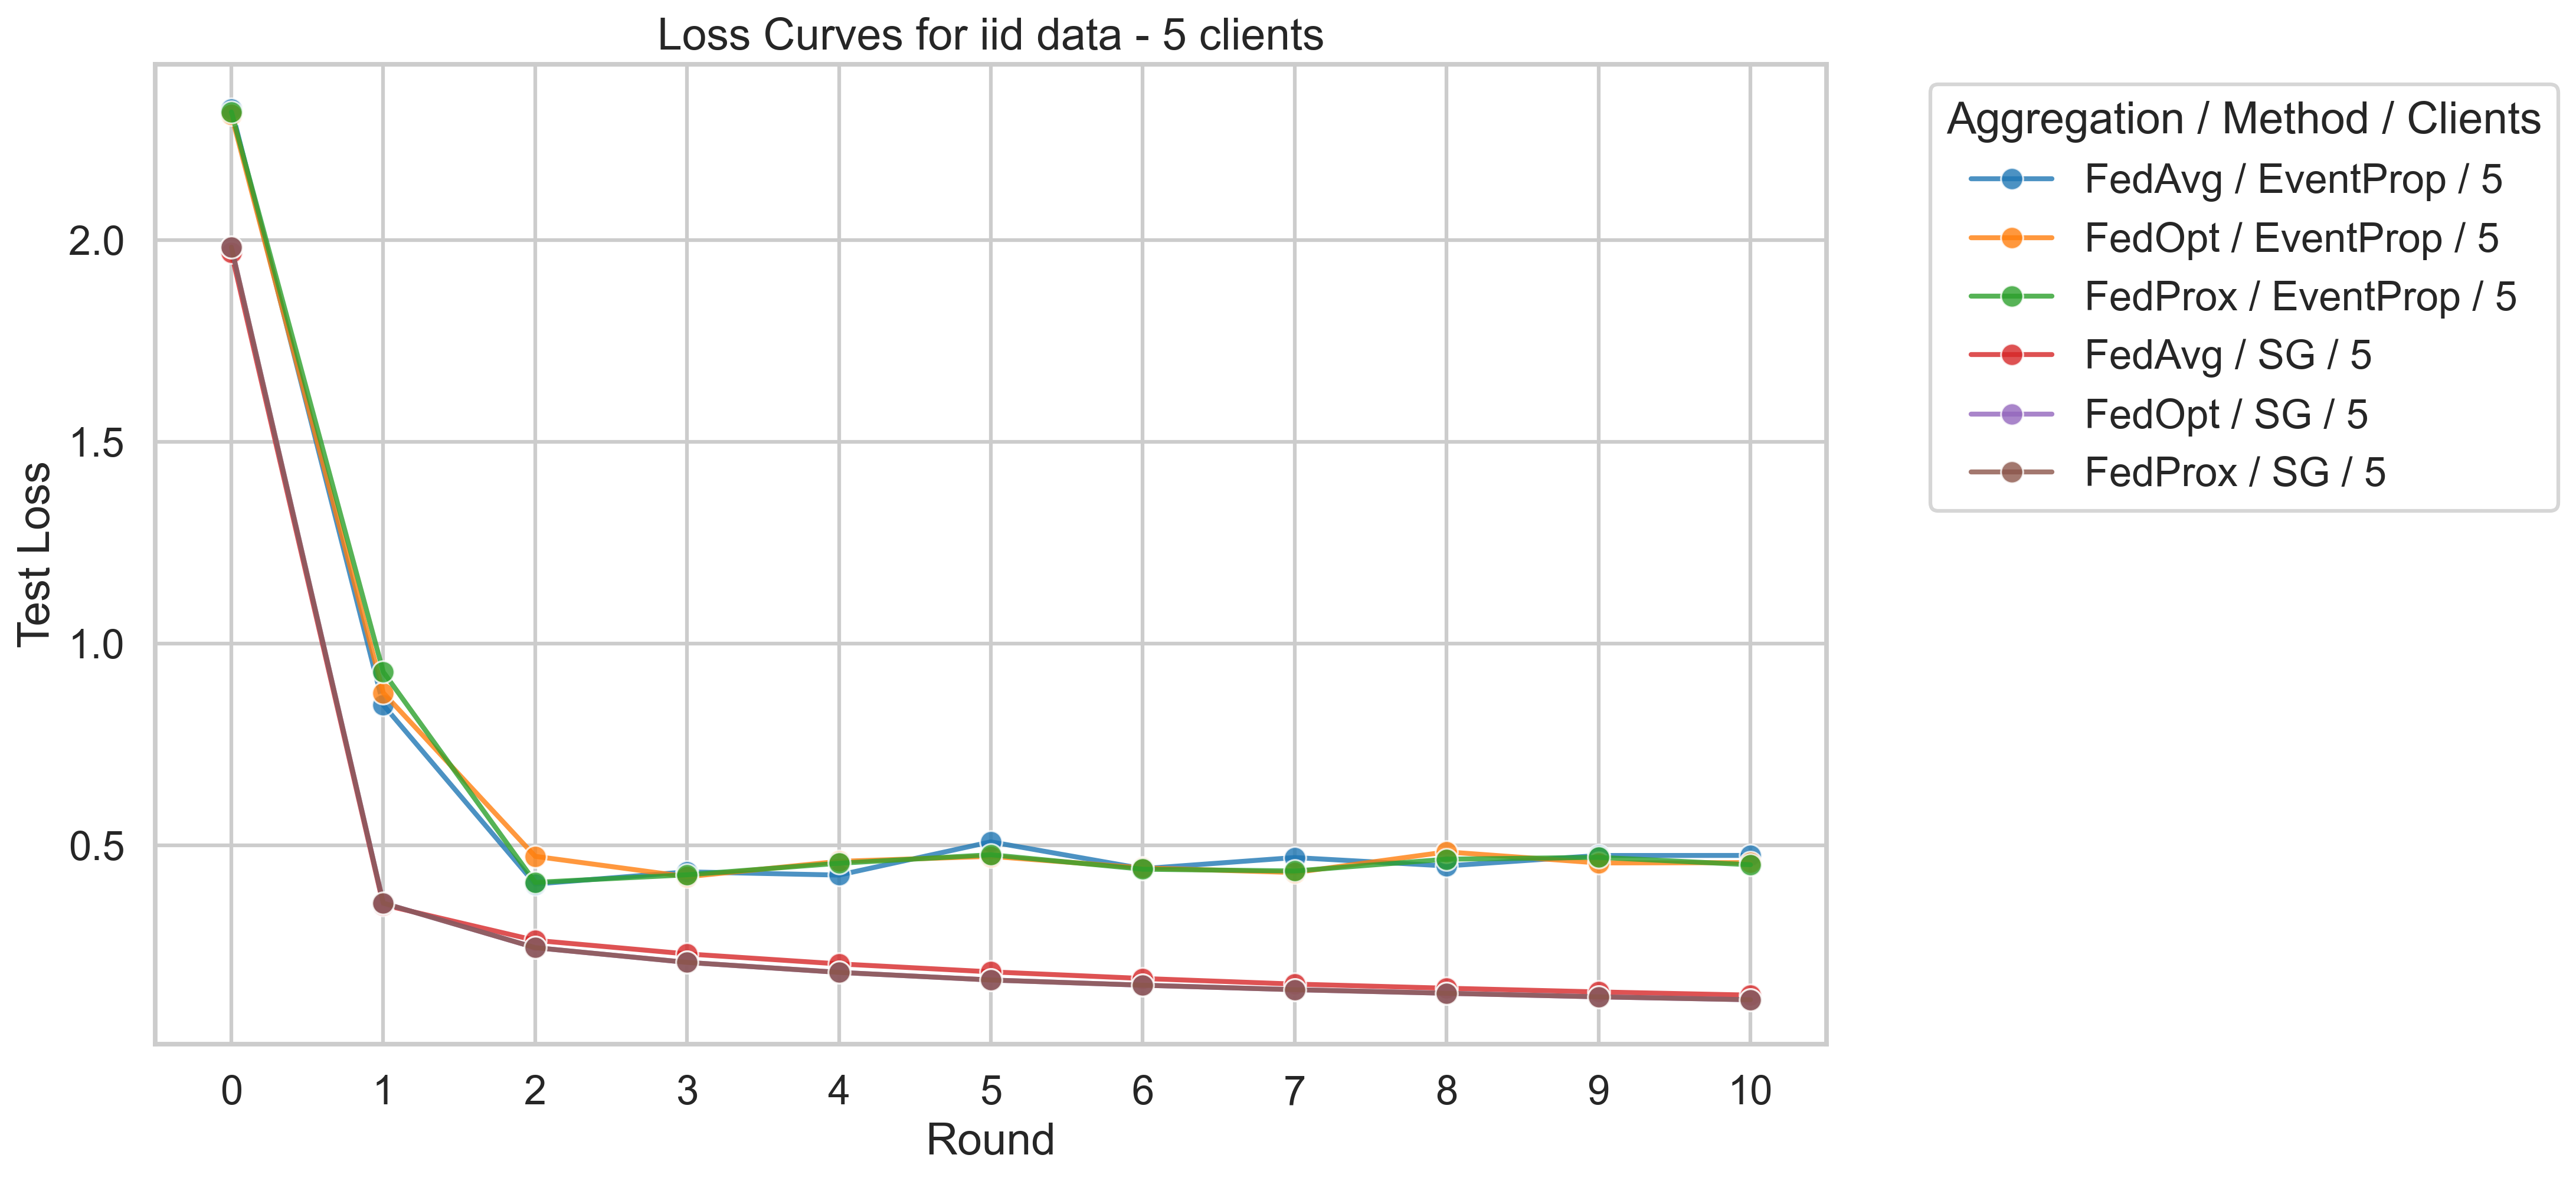 Loss Curves for iid data - 5 clients
Aggregation / Method / Clients
FedAvg / EventProp / 5
FedOpt / EventProp / 5
FedProx / EventProp / 5
FedAvg / SG / 5
FedOpt / SG / 5
FedProx / SG / 5
Test Loss
2.0
1.5
1.0
0.5
0 1 2 3 4 5 6 7 8 9 10
Round